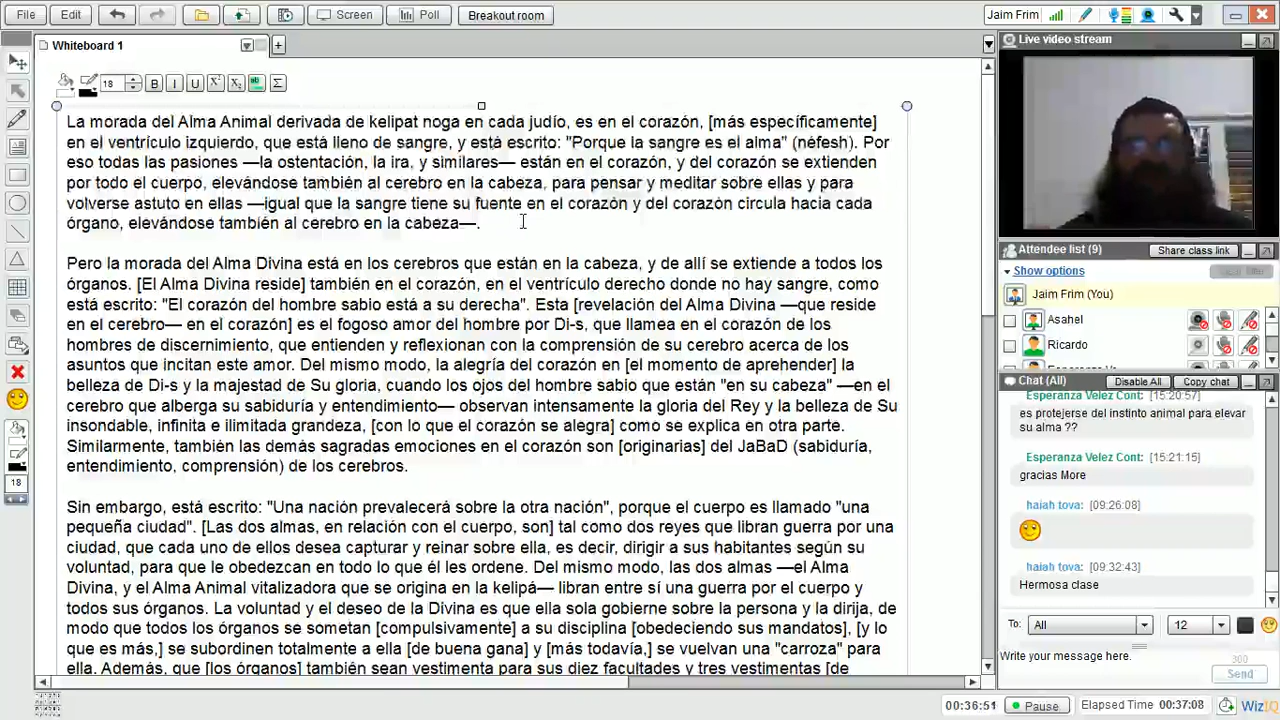 File
Edit
Screen
Poll
Breakout room
Jaim Frim
Whiteboard 1
18
B I U X² X₂ ab Σ
La morada del Alma Animal derivada de kelipat noga en cada judío, es en el corazón, [más específicamente]
en el ventrículo izquierdo, que está lleno de sangre, y está escrito: "Porque la sangre es el alma" (néfesh). Por
eso todas las pasiones —la ostentación, la ira, y similares— están en el corazón, y del corazón se extienden
por todo el cuerpo, elevándose también al cerebro en la cabeza, para pensar y meditar sobre ellas y para
volverse astuto en ellas —igual que la sangre tiene su fuente en el corazón y del corazón circula hacia cada
órgano, elevándose también al cerebro en la cabeza—.
Pero la morada del Alma Divina está en los cerebros que están en la cabeza, y de allí se extiende a todos los
órganos. [El Alma Divina reside] también en el corazón, en el ventrículo derecho donde no hay sangre, como
está escrito: "El corazón del hombre sabio está a su derecha". Esta [revelación del Alma Divina —que reside
en el cerebro— en el corazón] es el fogoso amor del hombre por Di-s, que llamea en el corazón de los
hombres de discernimiento, que entienden y reflexionan con la comprensión de su cerebro acerca de los
asuntos que incitan este amor. Del mismo modo, la alegría del corazón en [el momento de aprehender] la
belleza de Di-s y la majestad de Su gloria, cuando los ojos del hombre sabio que están "en su cabeza" —en el
cerebro que alberga su sabiduría y entendimiento— observan intensamente la gloria del Rey y la belleza de Su
insondable, infinita e ilimitada grandeza, [con lo que el corazón se alegra] como se explica en otra parte.
Similarmente, también las demás sagradas emociones en el corazón son [originarias] del JaBaD (sabiduría,
entendimiento, comprensión) de los cerebros.
Sin embargo, está escrito: "Una nación prevalecerá sobre la otra nación", porque el cuerpo es llamado "una
pequeña ciudad". [Las dos almas, en relación con el cuerpo, son] tal como dos reyes que libran guerra por una
ciudad, que cada uno de ellos desea capturar y reinar sobre ella, es decir, dirigir a sus habitantes según su
voluntad, para que le obedezcan en todo lo que él les ordene. Del mismo modo, las dos almas —el Alma
Divina, y el Alma Animal vitalizadora que se origina en la kelipá— libran entre sí una guerra por el cuerpo y
todos sus órganos. La voluntad y el deseo de la Divina es que ella sola gobierne sobre la persona y la dirija, de
modo que todos los órganos se sometan [compulsivamente] a su disciplina [obedeciendo sus mandatos], [y lo
que es más,] se subordinen totalmente a ella [de buena gana] y [más todavía,] se vuelvan una "carroza" para
ella. Además, que [los órganos] también sean vestimenta para sus diez facultades y tres vestimentas [de
18
Live video stream
Attendee list (9)
Share class link
Show options
Jaim Frim (You)
Asahel
Ricardo
Chat (All)
Disable All
Copy chat
Esperanza Velez Cont: [15:20:57]
es protejerse del instinto animal para elevar
su alma ??
Esperanza Velez Cont: [15:21:15]
gracias More
haiah tova: [09:26:08]
haiah tova: [09:32:43]
Hermosa clase
To: All
12
Write your message here.
300
Send
00:36:51
Pause
Elapsed Time 00:37:08
WizIQ